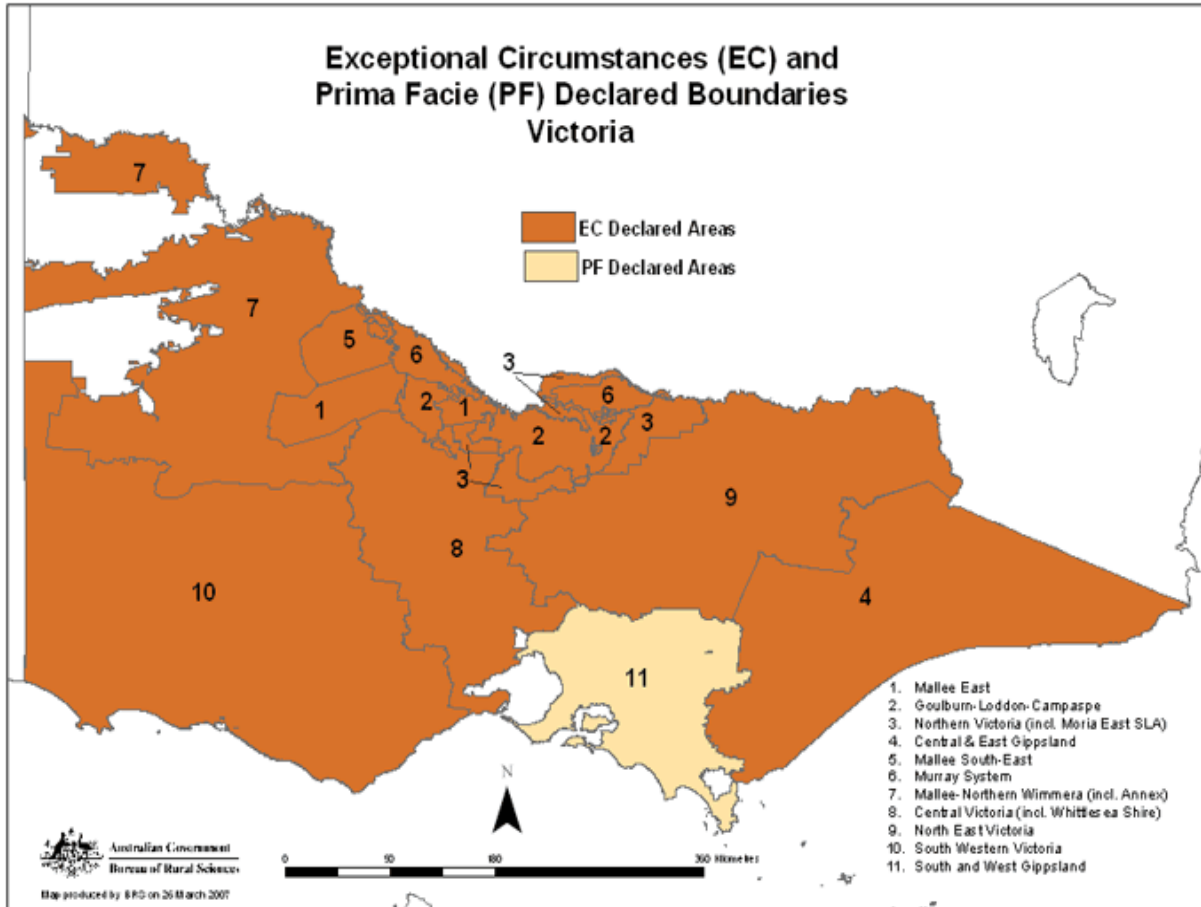 Exceptional Circumstances (EC) and
Prima Facie (PF) Declared Boundaries
Victoria
7
EC Declared Areas
PF Declared Areas
7
5
6
3
6
1
2
1
2
2
3
3
9
8
10
4
11
1. Mallee East
2. Goulburn-Loddon-Campaspe
3. Northern Victoria (incl. Moria East SLA)
4. Central & East Gippsland
5. Mallee South-East
6. Murray System
7. Mallee-Northern Wimmera (incl. Annex)
8. Central Victoria (incl. Whittlesea Shire)
9. North East Victoria
10. South Western Victoria
11. South and West Gippsland
N
Australian Government
Bureau of Rural Sciences
Map produced by BRS on 26 March 2007
0 90 180 360 Kilometres